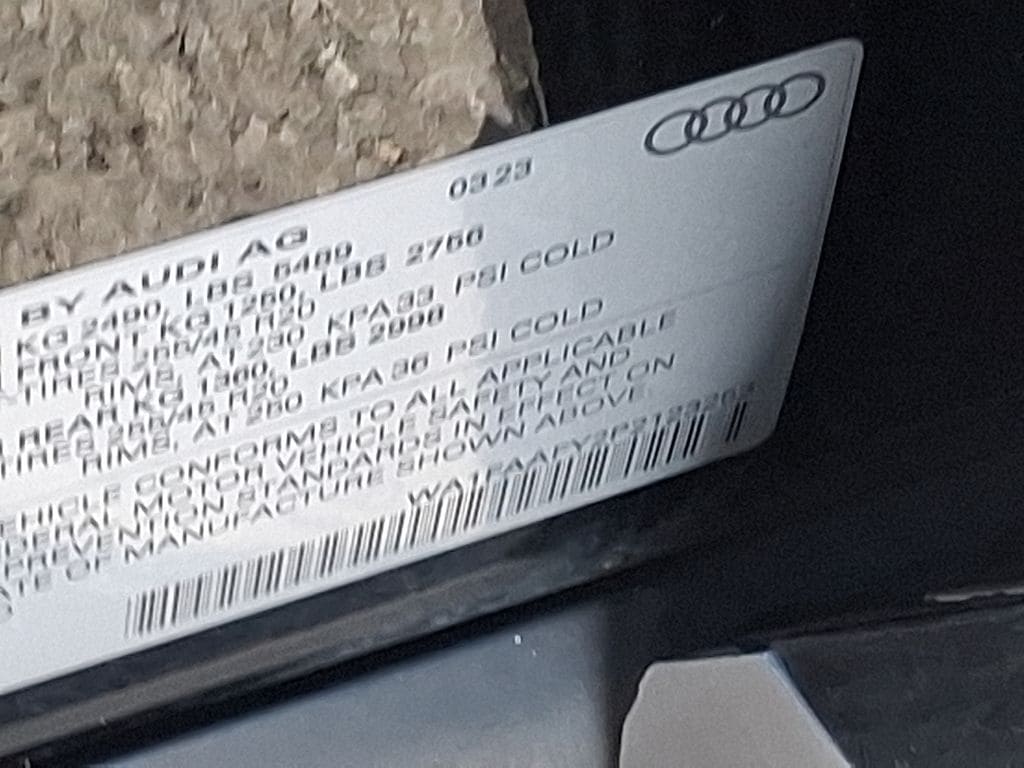 0323
BY AUDI AG
KG 2490, LBS 5489
FRONT KG 1250, LBS 2756
TIRES 255/45 R20
RIMS, AT 230 KPA 33 PSI COLD
REAR KG 1360, LBS 2998
TIRES 255/45 R20
RIMS, AT 250 KPA 36 PSI COLD
VEHICLE CONFORMS TO ALL APPLICABLE
FEDERAL MOTOR VEHICLE SAFETY AND
PREVENTION STANDARDS IN EFFECT ON
DATE OF MANUFACTURE SHOWN ABOVE